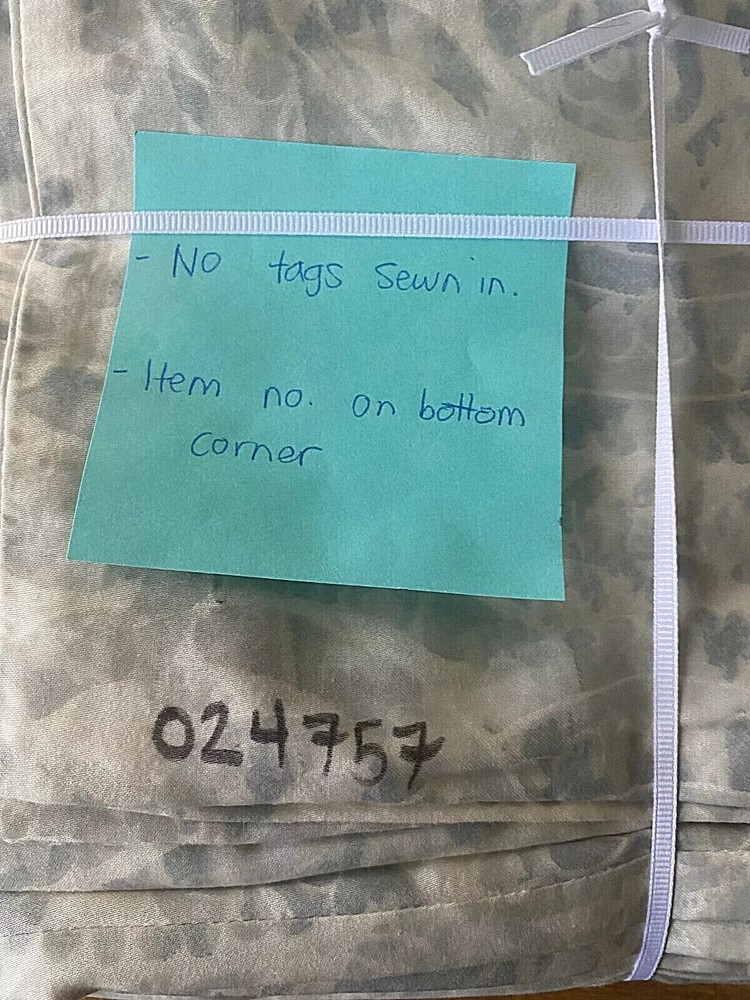 - No tags sewn in.
- Item no. on bottom
corner
024757